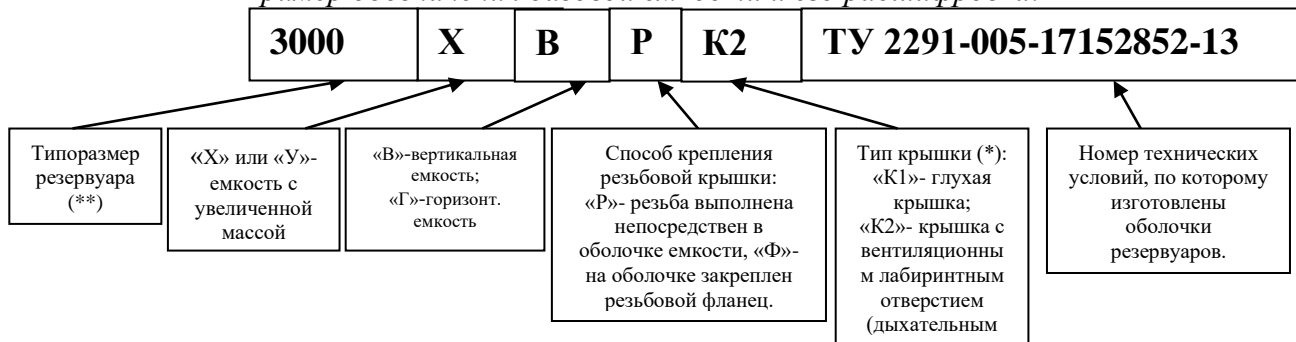 3000 Х В Р К2 ТУ 2291-005-17152852-13
Типоразмер
резервуара
(**)
«Х» или «У»-
емкость с
увеличенной
массой
«В»-вертикальная
емкость;
«Г»-горизонт.
емкость
Способ крепления
резьбовой крышки:
«Р»- резьба выполнена
непосредствен в
оболочке емкости, «Ф»-
на оболочке закреплен
резьбовой фланец.
Тип крышки (*):
«К1»- глухая
крышка;
«К2»- крышка с
вентиляционны
м лабиринтным
отверстием
(дыхательным
Номер технических
условий, по которому
изготовлены
оболочки
резервуаров.